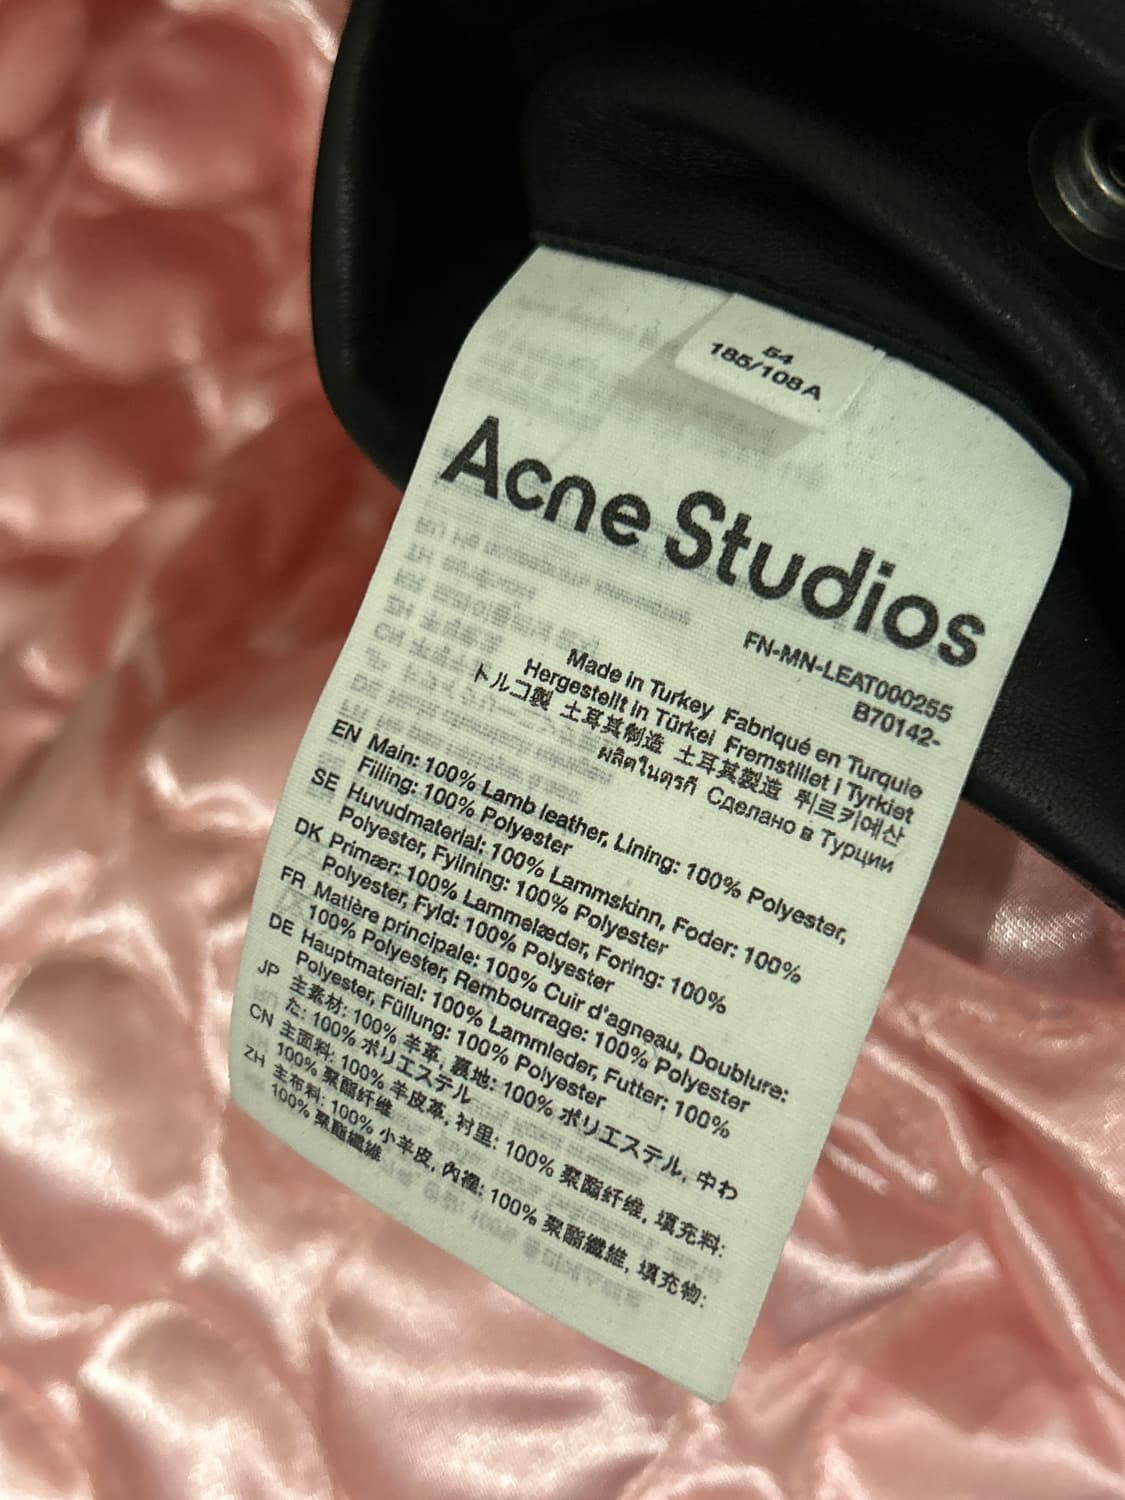 54
185/108A
Acne Studios
FN-MN-LEAT000255
B70142-
Made in Turkey Fabriqué en Turquie
Hergestellt in Türkei Fremstillet i Tyrkiet
トルコ製 土耳其制造 土耳其製造 튀르키예산
ผลิตในตุรกี Сделано в Турции
EN Main: 100% Lamb leather, Lining: 100% Polyester,
Filling: 100% Polyester
SE Huvudmaterial: 100% Lammskinn, Foder: 100%
Polyester, Fyllning: 100% Polyester
DK Primær: 100% Lammelæder, Foring: 100%
Polyester, Fyld: 100% Polyester
FR Matière principale: 100% Cuir d'agneau, Doublure:
100% Polyester, Rembourrage: 100% Polyester
DE Hauptmaterial: 100% Lammleder, Futter: 100%
Polyester, Füllung: 100% Polyester
JP 主素材: 100% 羊革, 裏地: 100% ポリエステル, 中わ
た: 100% ポリエステル
CN 主面料: 100% 羊皮革, 衬里: 100% 聚酯纤维, 填充料:
100% 聚酯纤维
ZH 主布料: 100% 小羊皮, 內裡: 100% 聚酯纖維, 填充物:
100% 聚酯纖維